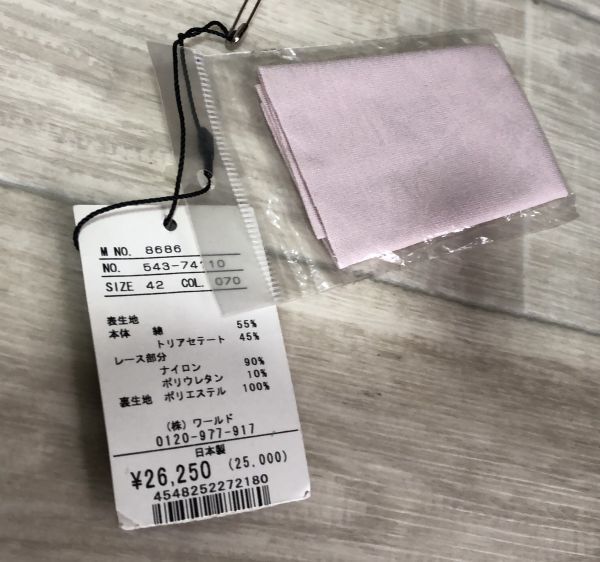 M NO. 8686
NO. 543-74210
SIZE 42 COL. 070
表生地
本体 綿 55%
トリアセテート 45%
レース部分
ナイロン 90%
ポリウレタン 10%
裏生地 ポリエステル 100%
(株) ワールド
0120-977-917
日本製
¥26,250 (25,000)
4548252272180